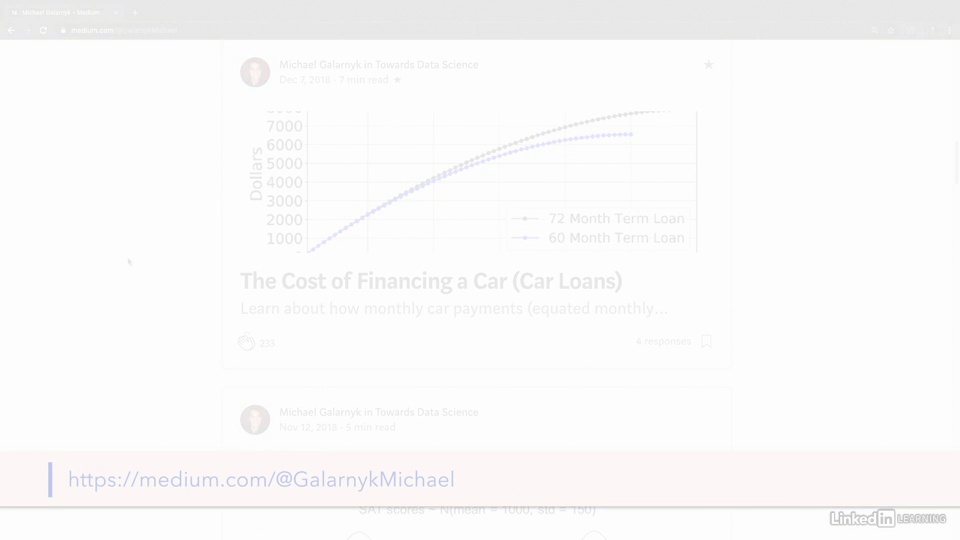 Michael Galarnyk – Medium
medium.com/@GalarnykMichael
Michael Galarnyk in Towards Data Science
Dec 7, 2018 · 7 min read ★
Dollars
7000
6000
5000
4000
3000
2000
1000
72 Month Term Loan
60 Month Term Loan
The Cost of Financing a Car (Car Loans)
Learn about how monthly car payments (equated monthly...
233
4 responses
Michael Galarnyk in Towards Data Science
Nov 12, 2018 · 5 min read
https://medium.com/@GalarnykMichael
SAT scores ~ N(mean = 1000, std = 150)
LinkedIn LEARNING